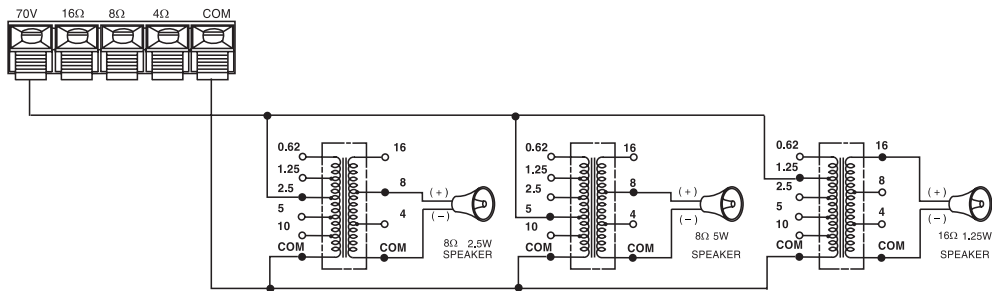 70V 16Ω 8Ω 4Ω COM
0.62
1.25
2.5
5
10
COM
16
8
4
COM
(+)
(−)
8Ω 2.5W
SPEAKER
0.62
1.25
2.5
5
10
COM
16
8
4
COM
(+)
(−)
8Ω 5W
SPEAKER
0.62
1.25
2.5
5
10
COM
16
8
4
COM
(+)
(−)
16Ω 1.25W
SPEAKER